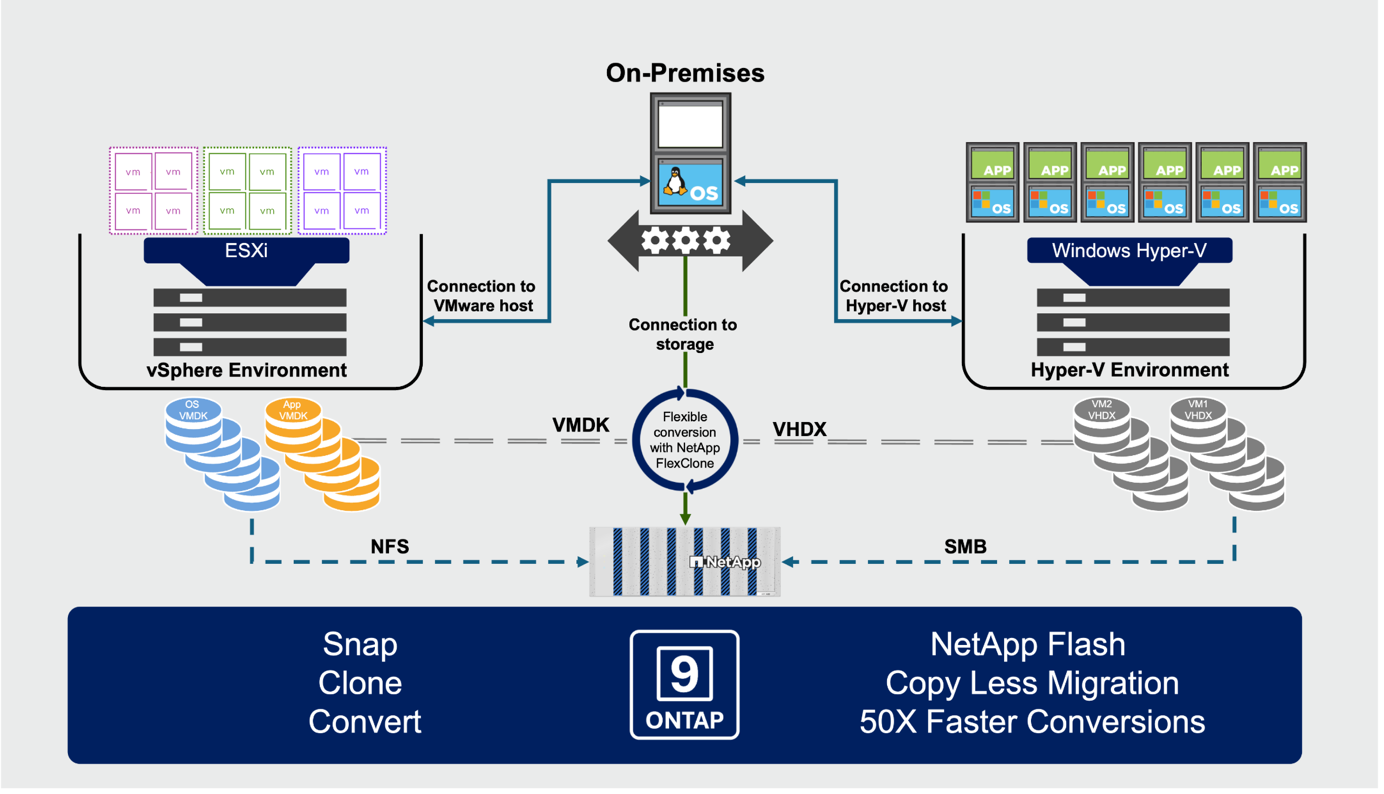 On-Premises
vm vm vm vm vm vm
vm vm vm vm vm vm
OS
APP APP APP APP APP APP
OS OS OS OS OS OS
ESXi
Windows Hyper-V
Connection to
VMware host
Connection to
Hyper-V host
Connection to
storage
vSphere Environment
Hyper-V Environment
OS
VMDK
App
VMDK
VMDK
Flexible
conversion
with NetApp
FlexClone
VHDX
VM2
VHDX
VM1
VHDX
NFS
SMB
NetApp
Snap
Clone
Convert
9
ONTAP
NetApp Flash
Copy Less Migration
50X Faster Conversions